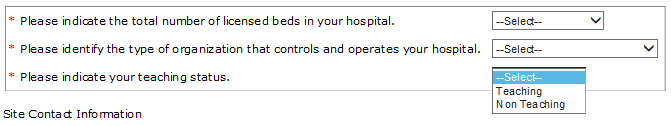 * Please indicate the total number of licensed beds in your hospital. --Select--
* Please identify the type of organization that controls and operates your hospital. --Select--
* Please indicate your teaching status. --Select--
Teaching
Non Teaching
Site Contact Information